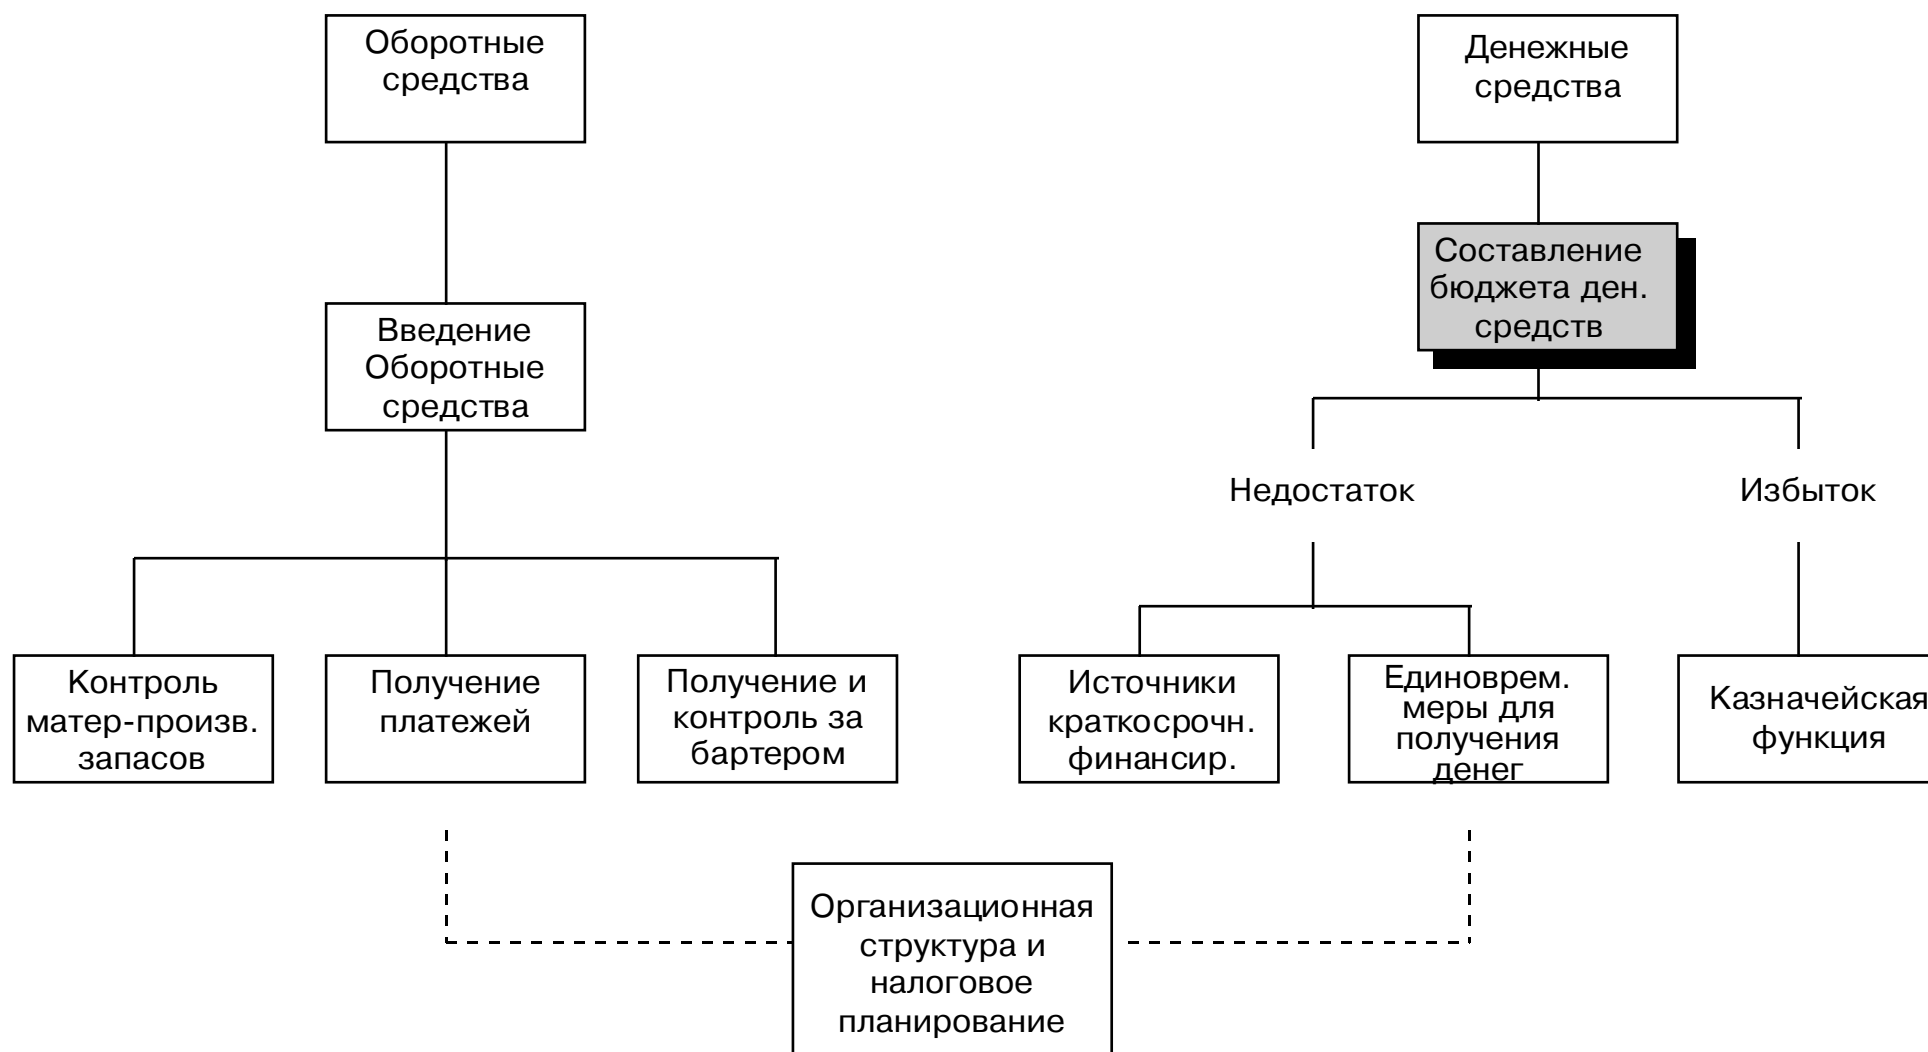 Оборотные
средства
Денежные
средства
Составление
бюджета ден.
средств
Введение
Оборотные
средства
Недостаток
Избыток
Контроль
матер-произв.
запасов
Получение
платежей
Получение и
контроль за
бартером
Источники
краткосрочн.
финансир.
Единоврем.
меры для
получения
денег
Казначейская
функция
Организационная
структура и
налоговое
планирование